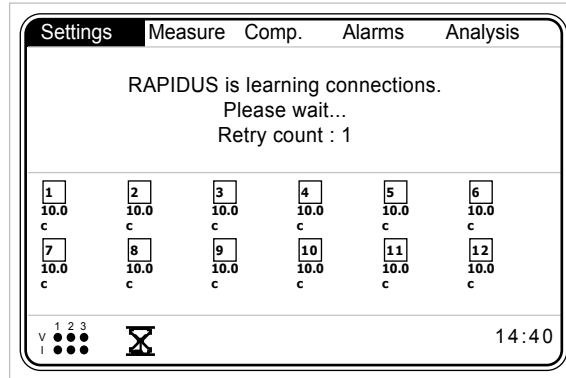 Settings Measure Comp. Alarms Analysis
RAPIDUS is learning connections.
Please wait...
Retry count : 1
1 2 3 4 5 6
10.0 10.0 10.0 10.0 10.0 10.0
c c c c c c
7 8 9 10 11 12
10.0 10.0 10.0 10.0 10.0 10.0
c c c c c c
1 2 3
V
I
14:40